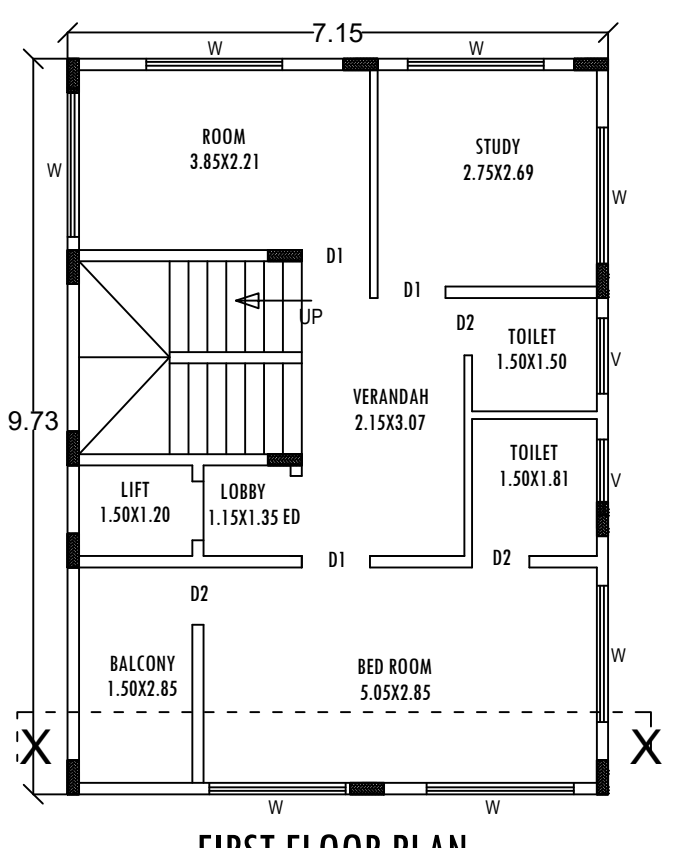 7.15
W
W
ROOM
3.85X2.21
STUDY
2.75X2.69
W
W
D1
D1
UP
D2
TOILET
1.50X1.50
V
VERANDAH
2.15X3.07
9.73
TOILET
1.50X1.81
V
LIFT
1.50X1.20
LOBBY
1.15X1.35 ED
D1
D2
D2
BALCONY
1.50X2.85
BED ROOM
5.05X2.85
W
X
X
W
W
FIRST FLOOR PLAN